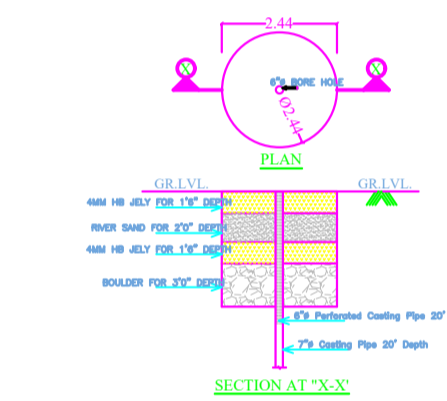 2.44
X
X
6"ø BORE HOLE
Ø2.44
PLAN
GR.LVL.
GR.LVL.
4MM HB JELY FOR 1'6" DEPTH
RIVER SAND FOR 2'0" DEPTH
4MM HB JELY FOR 1'6" DEPTH
BOULDER FOR 3'0" DEPTH
6"ø Perforated Casting Pipe 20'
7"ø Casting Pipe 20' Depth
SECTION AT "X-X'